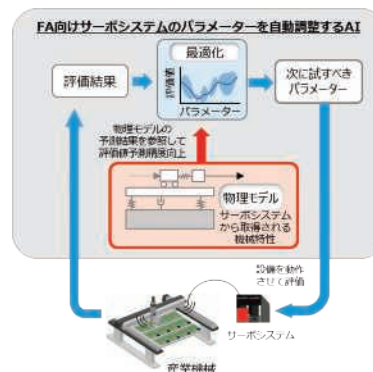 FA向けサーボシステムのパラメーターを自動調整するAI
最適化
評価結果
評価値
パラメーター
次に試すべき
パラメーター
物理モデルの
予測結果を参照して
評価値予測精度向上
物理モデル
サーボシステム
から取得される
機械特性
設備を動作
させて評価
サーボシステム
産業機械